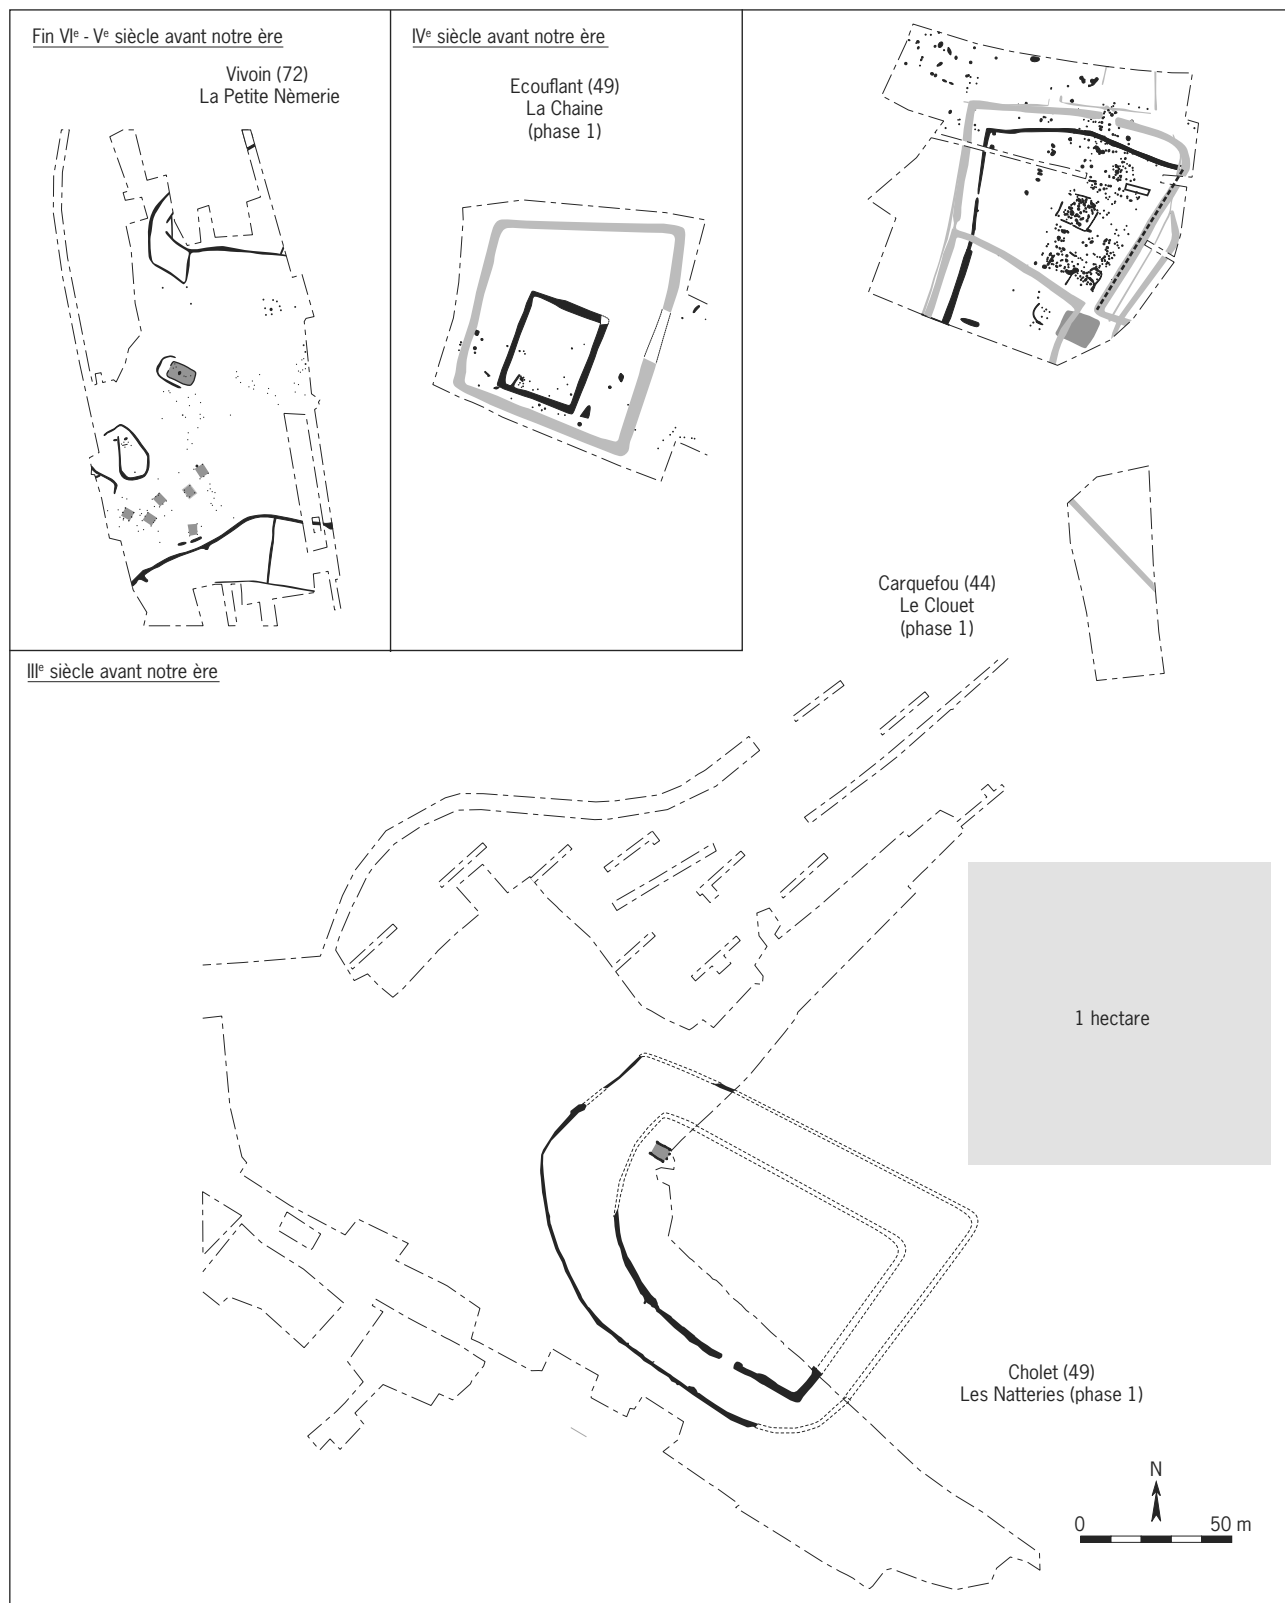 Fin VIᵉ - Vᵉ siècle avant notre ère
Vivoin (72)
La Petite Nèmerie
IVᵉ siècle avant notre ère
Ecouflant (49)
La Chaine
(phase 1)
Carquefou (44)
Le Clouet
(phase 1)
IIIᵉ siècle avant notre ère
1 hectare
Cholet (49)
Les Natteries (phase 1)
N
0 50 m